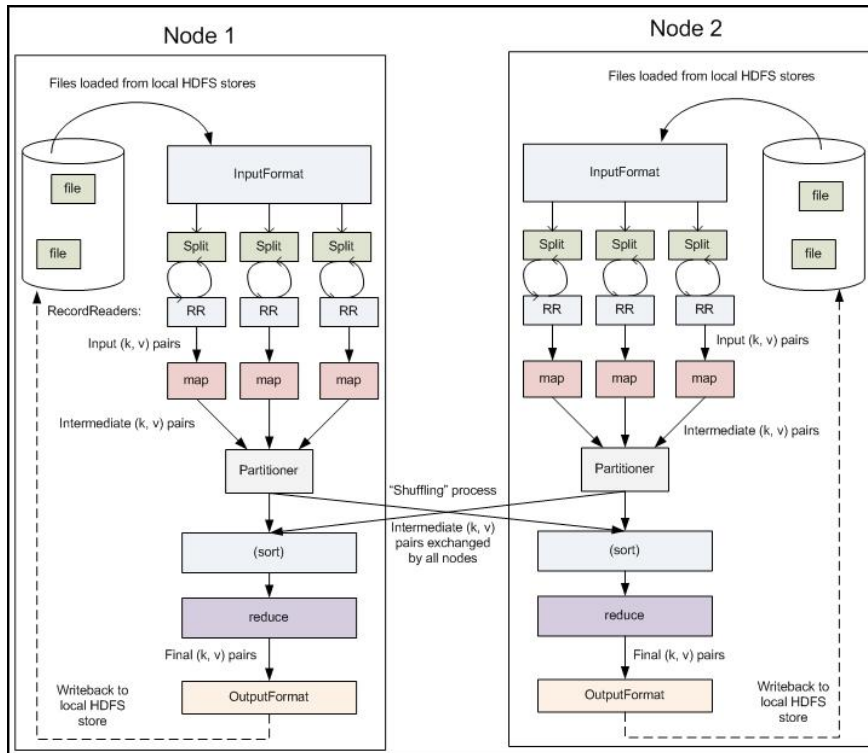 Node 1
Files loaded from local HDFS stores
file
file
InputFormat
Split
Split
Split
RecordReaders:
RR
RR
RR
Input (k, v) pairs
map
map
map
Intermediate (k, v) pairs
Partitioner
(sort)
reduce
Final (k, v) pairs
OutputFormat
Writeback to
local HDFS
store
"Shuffling" process
Intermediate (k, v)
pairs exchanged
by all nodes
Node 2
Files loaded from local HDFS stores
InputFormat
file
file
Split
Split
Split
RR
RR
RR
Input (k, v) pairs
map
map
map
Intermediate (k, v) pairs
Partitioner
(sort)
reduce
Final (k, v) pairs
OutputFormat
Writeback to
local HDFS
store